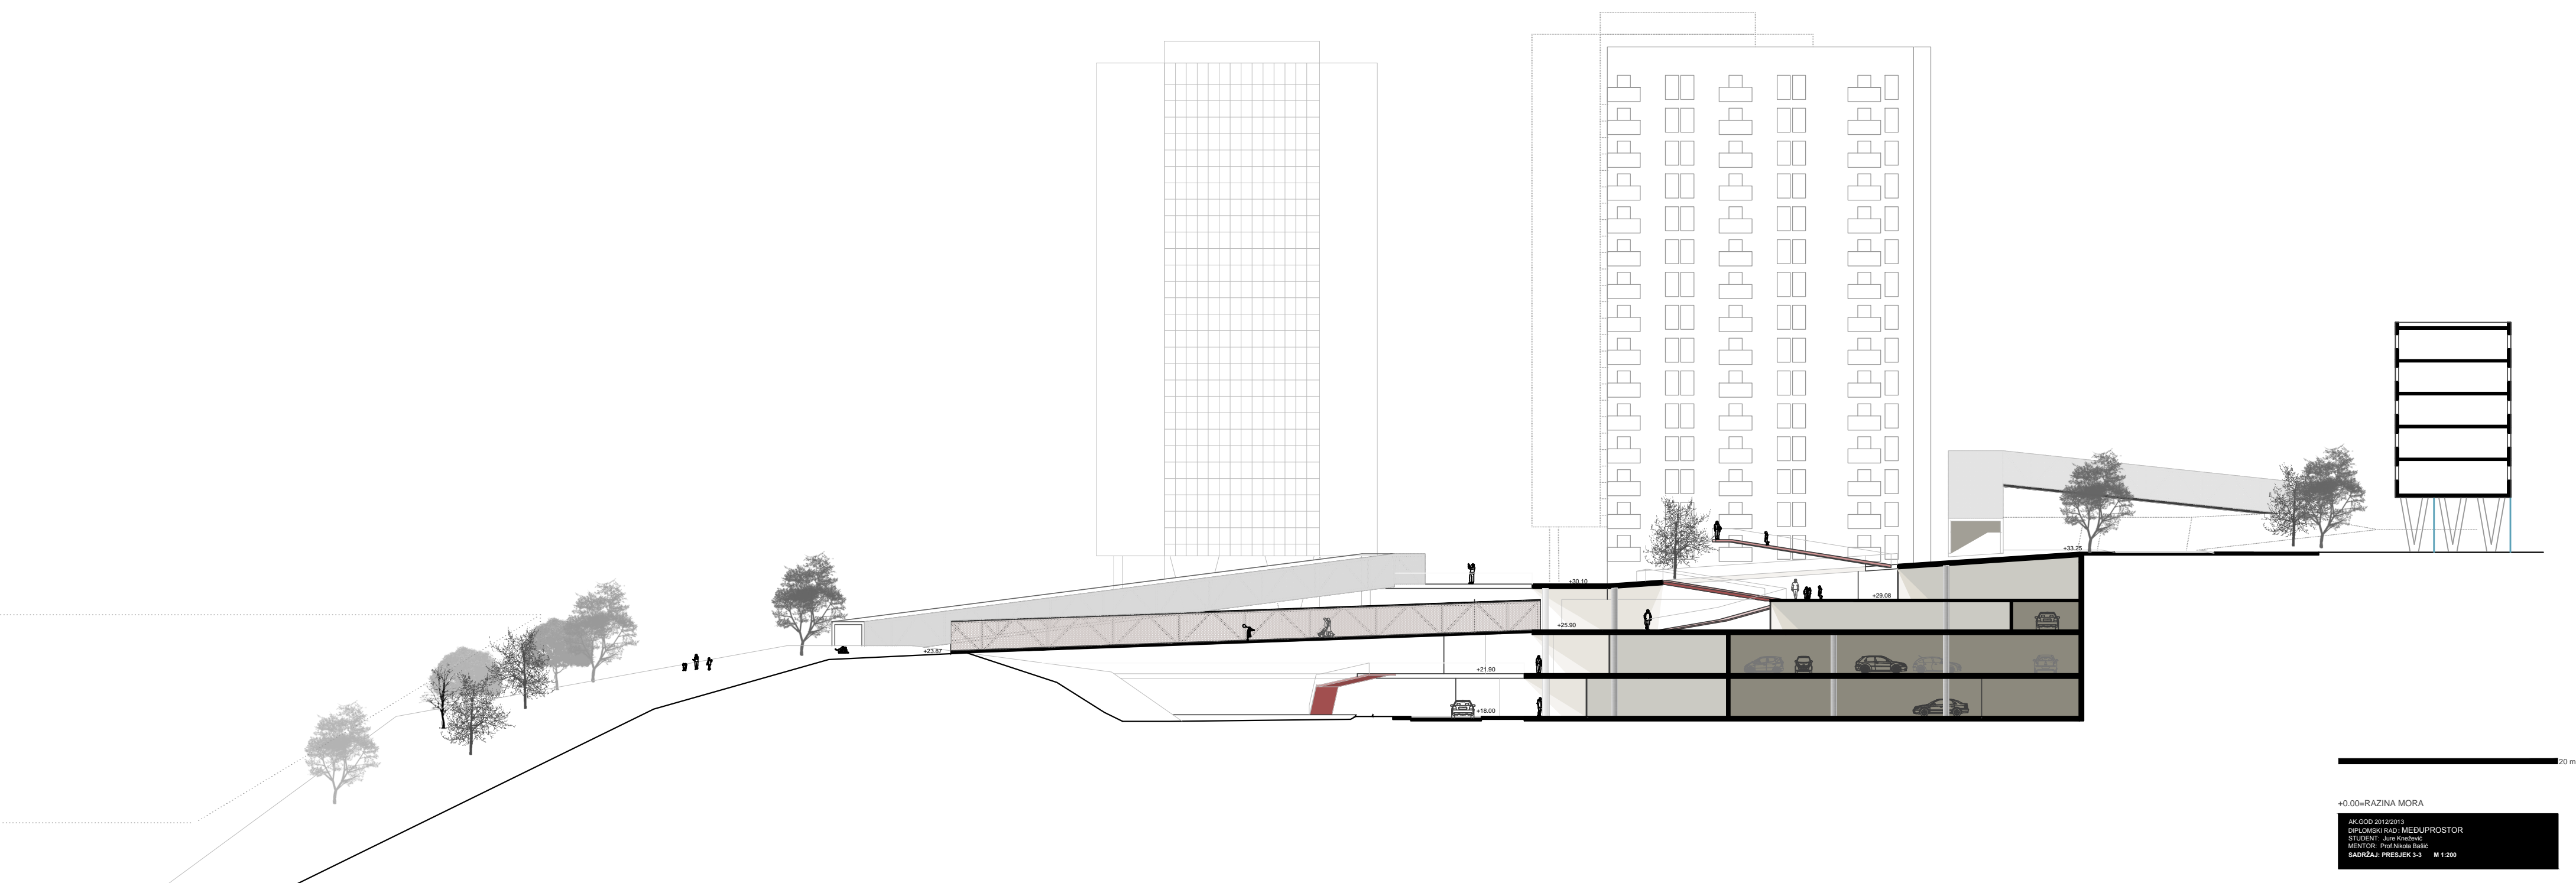 +33.25
+30.10
+29.08
+25.90
+23.87
+21.90
+18.00
20 m
+0.00=RAZINA MORA
AK.GOD 2012/2013
DIPLOMSKI RAD: MEĐUPROSTOR
STUDENT: Jure Knežević
MENTOR: Prof.Nikola Bašić
SADRŽAJ: PRESJEK 3-3 M 1:200